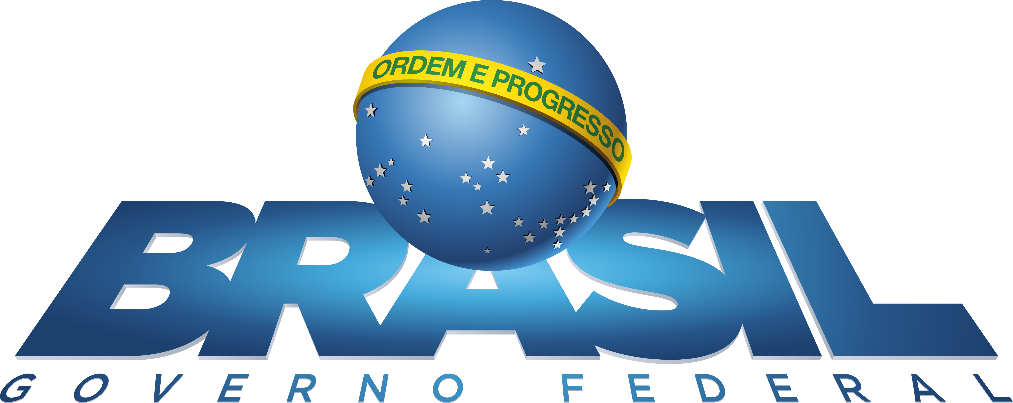 ORDEM E PROGRESSO
BRASIL
GOVERNO FEDERAL